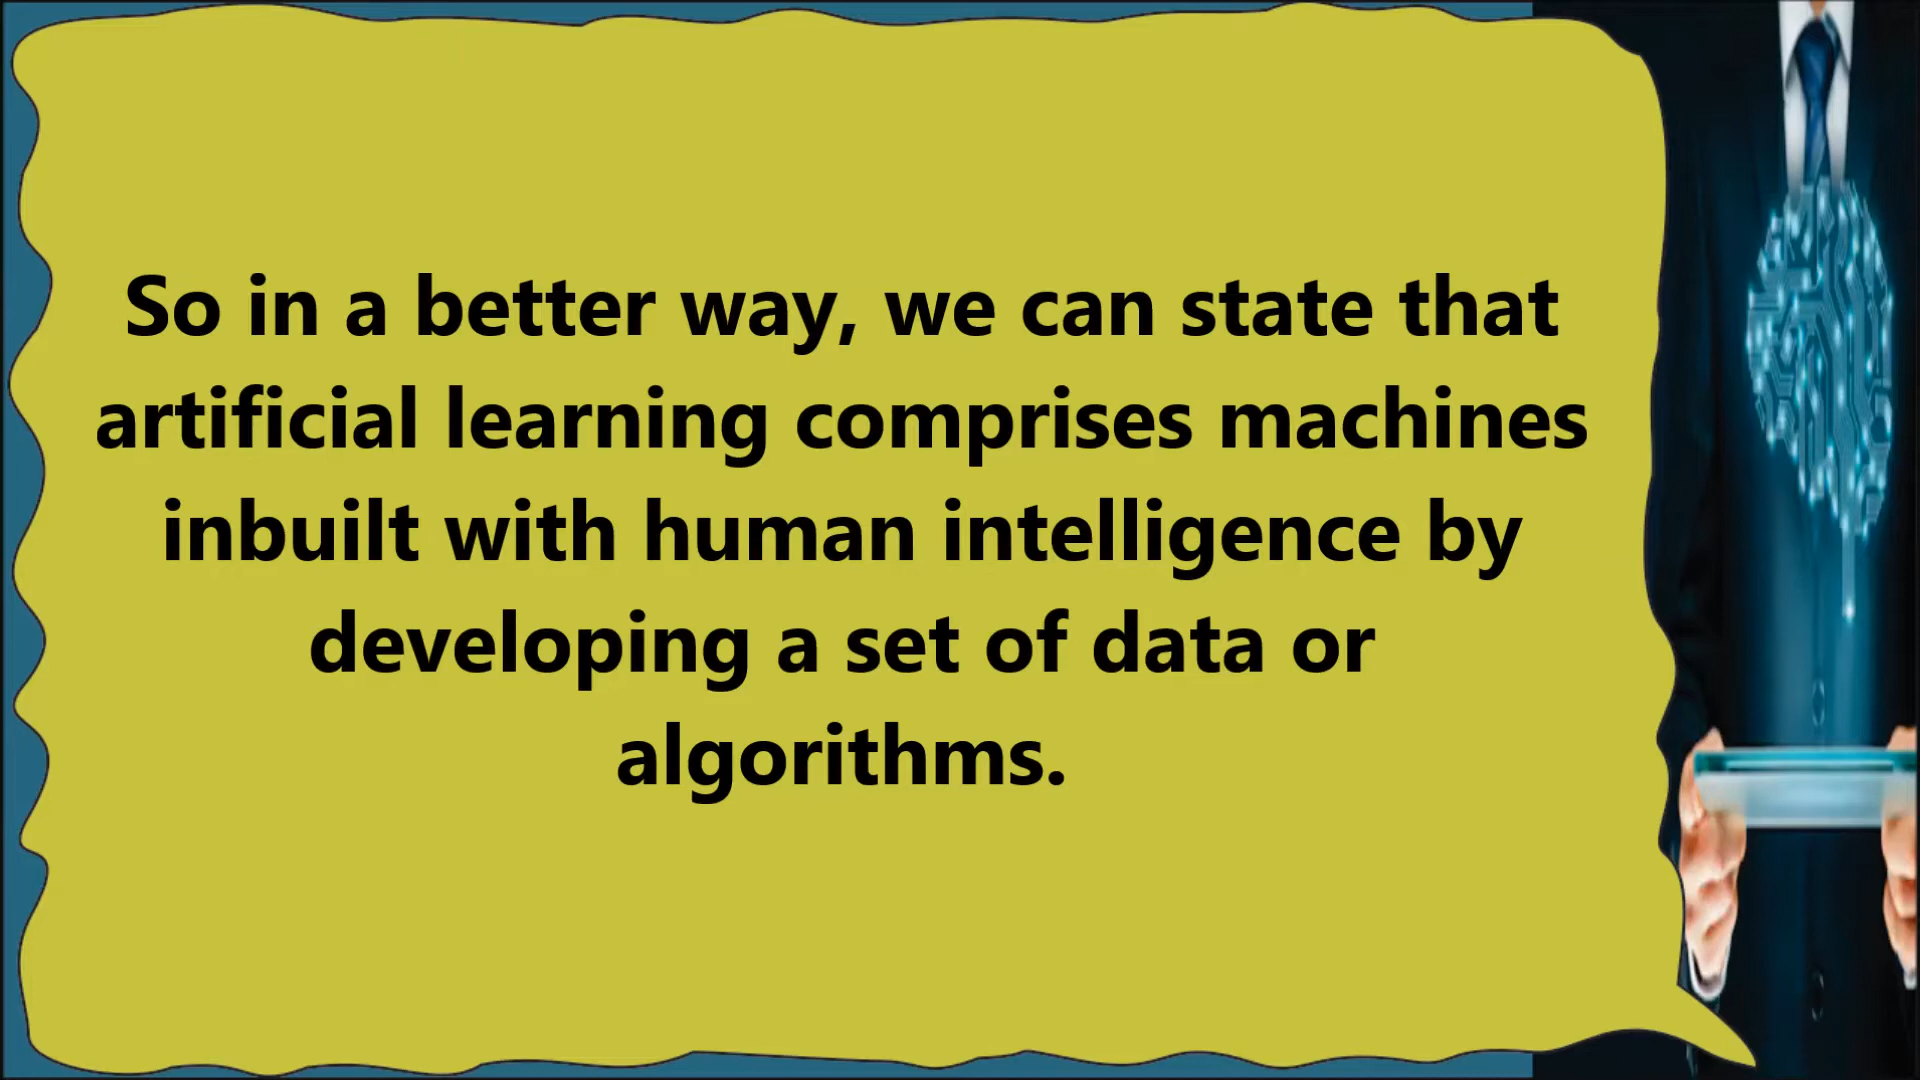 So in a better way, we can state that
artificial learning comprises machines
inbuilt with human intelligence by
developing a set of data or
algorithms.